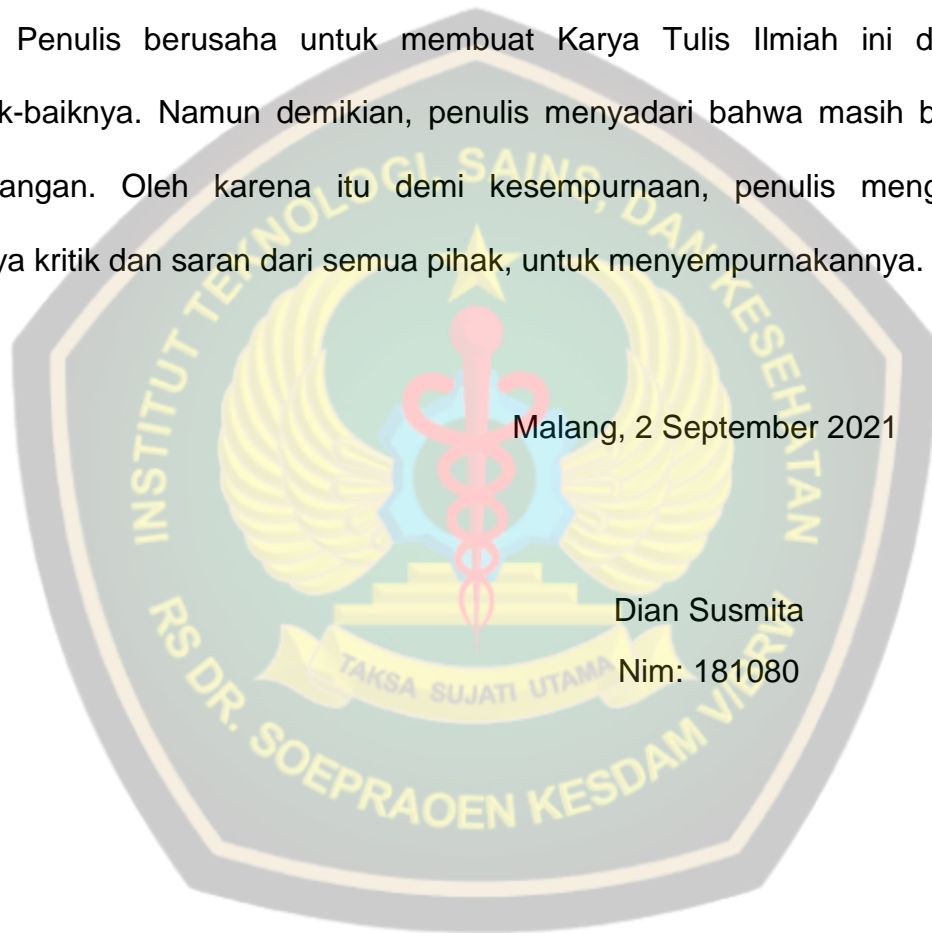 Penulis berusaha untuk membuat Karya Tulis Ilmiah ini d
k-baiknya. Namun demikian, penulis menyadari bahwa masih b
angan. Oleh karena itu demi kesempurnaan, penulis meng
ya kritik dan saran dari semua pihak, untuk menyempurnakannya.
INSTITUT TEKNOLOGI, SAINS, DAN KESEHATAN
Malang, 2 September 2021
Dian Susmita
Nim: 181080
TAKSA SUJATI UTAMA
RS DR. SOEPRAOEN KESDAM V/BRW